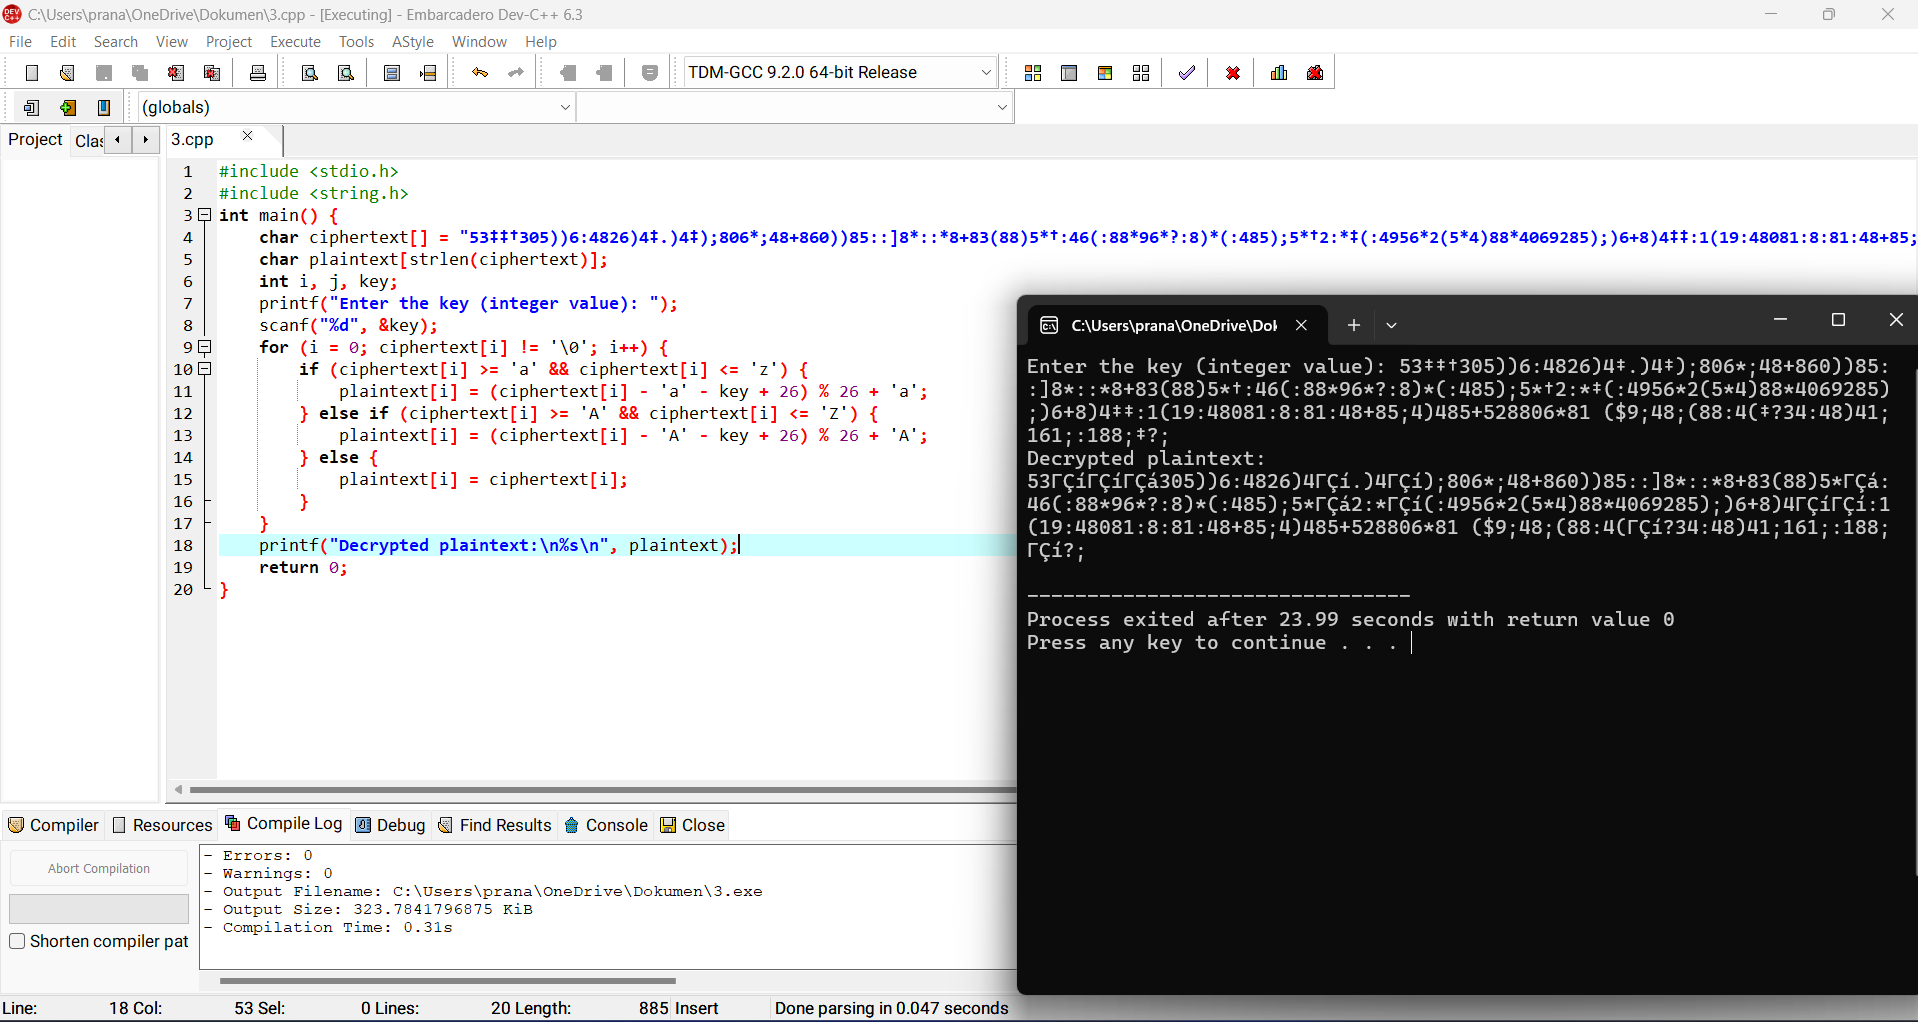 C:\Users\prana\OneDrive\Dokumen\3.cpp - [Executing] - Embarcadero Dev-C++ 6.3
File Edit Search View Project Execute Tools AStyle Window Help
TDM-GCC 9.2.0 64-bit Release
(globals)
Project Clas 3.cpp
1 #include <stdio.h>
2 #include <string.h>
3 int main() {
4 char ciphertext[] = "53‡‡†305))6:4826)4‡.)4‡);806*;48+860))85::]8*::*8+83(88)5*†:46(:88*96*?:8)*(:485);5*†2:*‡(:4956*2(5*4)88*4069285);)6+8)4‡‡:1(19:48081:8:81:48+85;
5 char plaintext[strlen(ciphertext)];
6 int i, j, key;
7 printf("Enter the key (integer value): ");
8 scanf("%d", &key);
9 for (i = 0; ciphertext[i] != '\0'; i++) {
10 if (ciphertext[i] >= 'a' && ciphertext[i] <= 'z') {
11 plaintext[i] = (ciphertext[i] - 'a' - key + 26) % 26 + 'a';
12 } else if (ciphertext[i] >= 'A' && ciphertext[i] <= 'Z') {
13 plaintext[i] = (ciphertext[i] - 'A' - key + 26) % 26 + 'A';
14 } else {
15 plaintext[i] = ciphertext[i];
16 }
17 }
18 printf("Decrypted plaintext:\n%s\n", plaintext);
19 return 0;
20 }
C:\Users\prana\OneDrive\Dok
Enter the key (integer value): 53‡‡†305))6:4826)4‡.)4‡);806*;48+860))85:
:]8*::*8+83(88)5*†:46(:88*96*?:8)*(:485);5*†2:*‡(:4956*2(5*4)88*4069285)
;)6+8)4‡‡:1(19:48081:8:81:48+85;4)485+528806*81 ($9;48;(88:4(‡?34:48)41;
161;:188;‡?;
Decrypted plaintext:
53ΓÇíΓÇíΓÇá305))6:4826)4ΓÇí.)4ΓÇí);806*;48+860))85::]8*::*8+83(88)5*ΓÇá:
46(:88*96*?:8)*(:485);5*ΓÇá2:*ΓÇí(:4956*2(5*4)88*4069285);)6+8)4ΓÇíΓÇí:1
(19:48081:8:81:48+85;4)485+528806*81 ($9;48;(88:4(ΓÇí?34:48)41;161;:188;
ΓÇí?;
--------------------------------
Process exited after 23.99 seconds with return value 0
Press any key to continue . . .
Compiler Resources Compile Log Debug Find Results Console Close
Abort Compilation
Shorten compiler pat
- Errors: 0
- Warnings: 0
- Output Filename: C:\Users\prana\OneDrive\Dokumen\3.exe
- Output Size: 323.7841796875 KiB
- Compilation Time: 0.31s
Line: 18 Col: 53 Sel: 0 Lines: 20 Length: 885 Insert Done parsing in 0.047 seconds